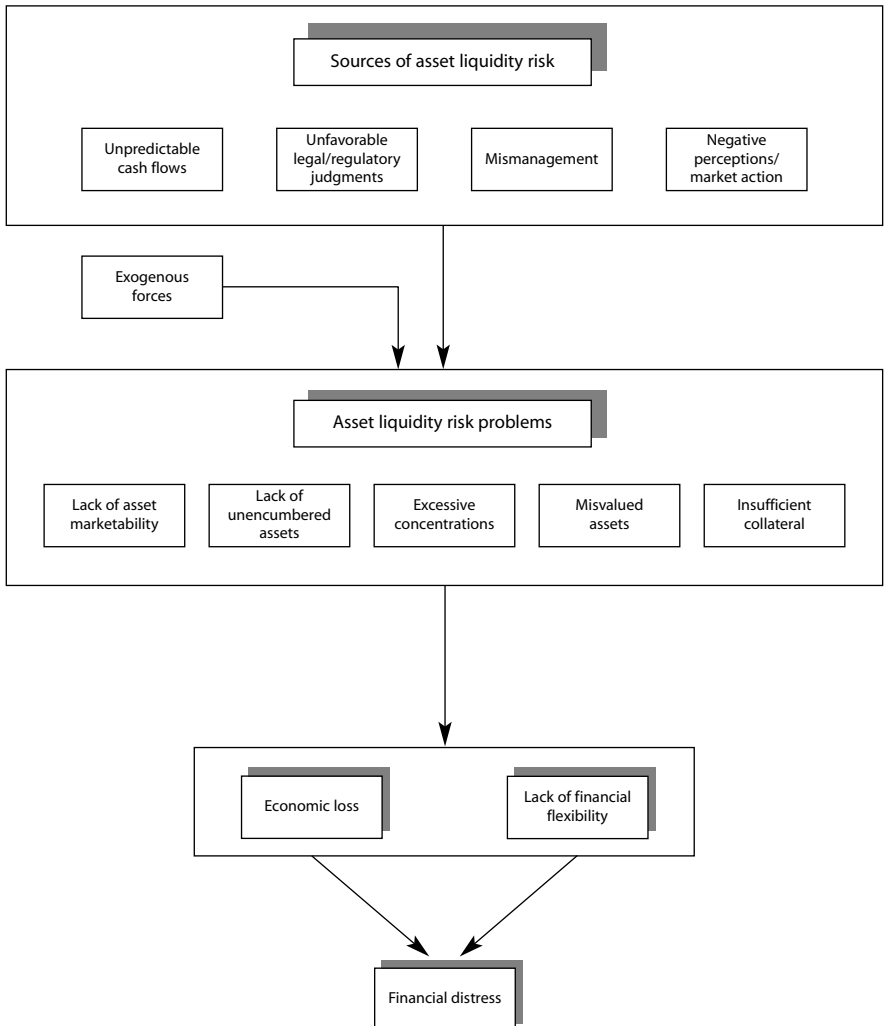 Sources of asset liquidity risk
Unpredictable
cash flows
Unfavorable
legal/regulatory
judgments
Mismanagement
Negative
perceptions/
market action
Exogenous
forces
Asset liquidity risk problems
Lack of asset
marketability
Lack of
unencumbered
assets
Excessive
concentrations
Misvalued
assets
Insufficient
collateral
Economic loss
Lack of financial
flexibility
Financial distress